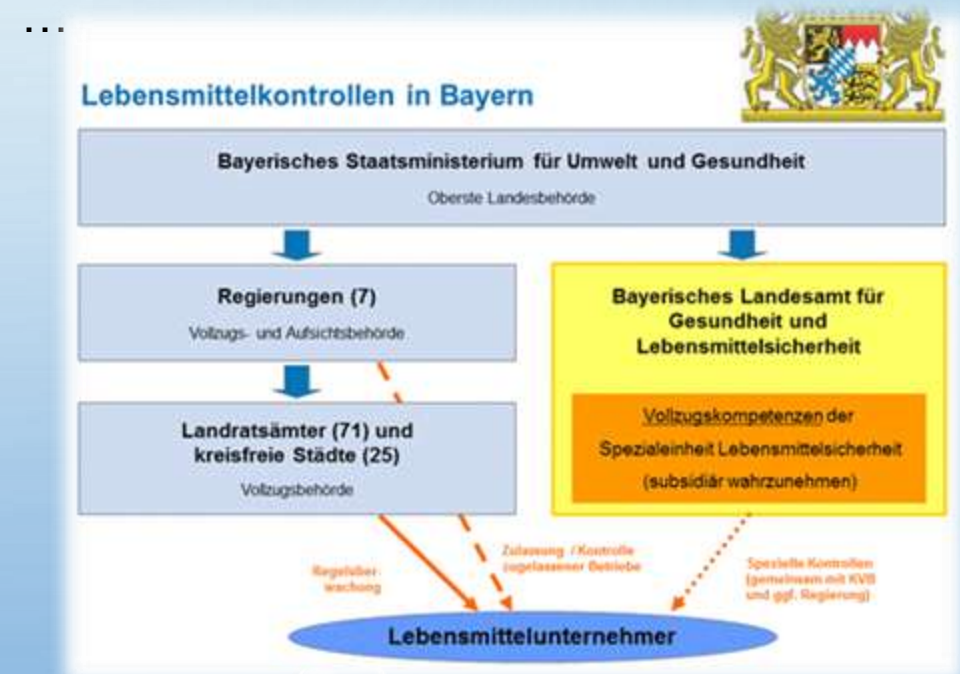 ...
Lebensmittelkontrollen in Bayern
Bayerisches Staatsministerium für Umwelt und Gesundheit
Oberste Landesbehörde
Regierungen (7)
Vollzugs- und Aufsichtsbehörde
Bayerisches Landesamt für
Gesundheit und
Lebensmittelsicherheit
Vollzugskompetenzen der
Spezialeinheit Lebensmittelsicherheit
(subsidiär wahrzunehmen)
Landratsämter (71) und
kreisfreie Städte (25)
Vollzugsbehörde
Regelüber-
wachung
Zulassung / Kontrolle
zugelassener Betriebe
Spezielle Kontrollen
(gemeinsam mit KVB
und ggf. Regierung)
Lebensmittelunternehmer